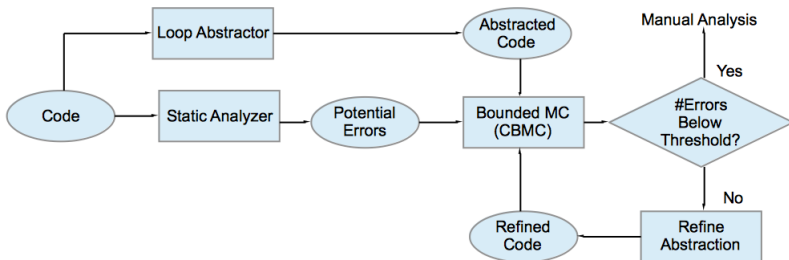 Loop Abstractor
Abstracted
Code
Manual Analysis
Yes
Code
Static Analyzer
Potential
Errors
Bounded MC
(CBMC)
#Errors
Below
Threshold?
No
Refined
Code
Refine
Abstraction